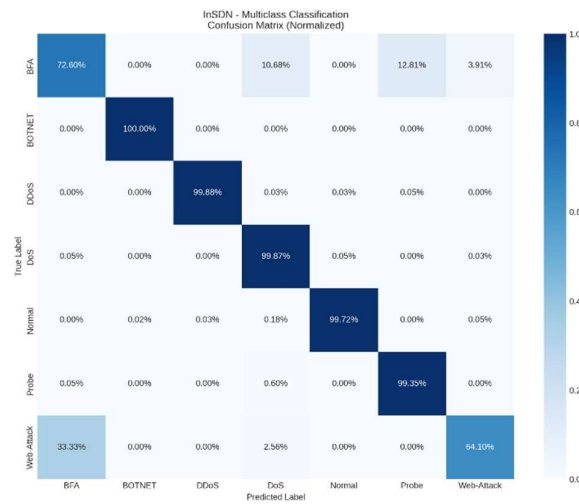 InSDN - Multiclass Classification
Confusion Matrix (Normalized)
BFA 72.60% 0.00% 0.00% 10.68% 0.00% 12.81% 3.91%
BOTNET 0.00% 100.00% 0.00% 0.00% 0.00% 0.00% 0.00%
DDoS 0.00% 0.00% 99.88% 0.03% 0.03% 0.05% 0.00%
True Label
DoS 0.05% 0.00% 0.00% 99.87% 0.05% 0.00% 0.03%
Normal 0.00% 0.02% 0.03% 0.18% 99.72% 0.00% 0.05%
Probe 0.05% 0.00% 0.00% 0.60% 0.00% 99.35% 0.00%
Web-Attack 33.33% 0.00% 0.00% 2.56% 0.00% 0.00% 64.10%
BFA BOTNET DDoS DoS Normal Probe Web-Attack
Predicted Label
1.0
0.8
0.6
0.4
0.2